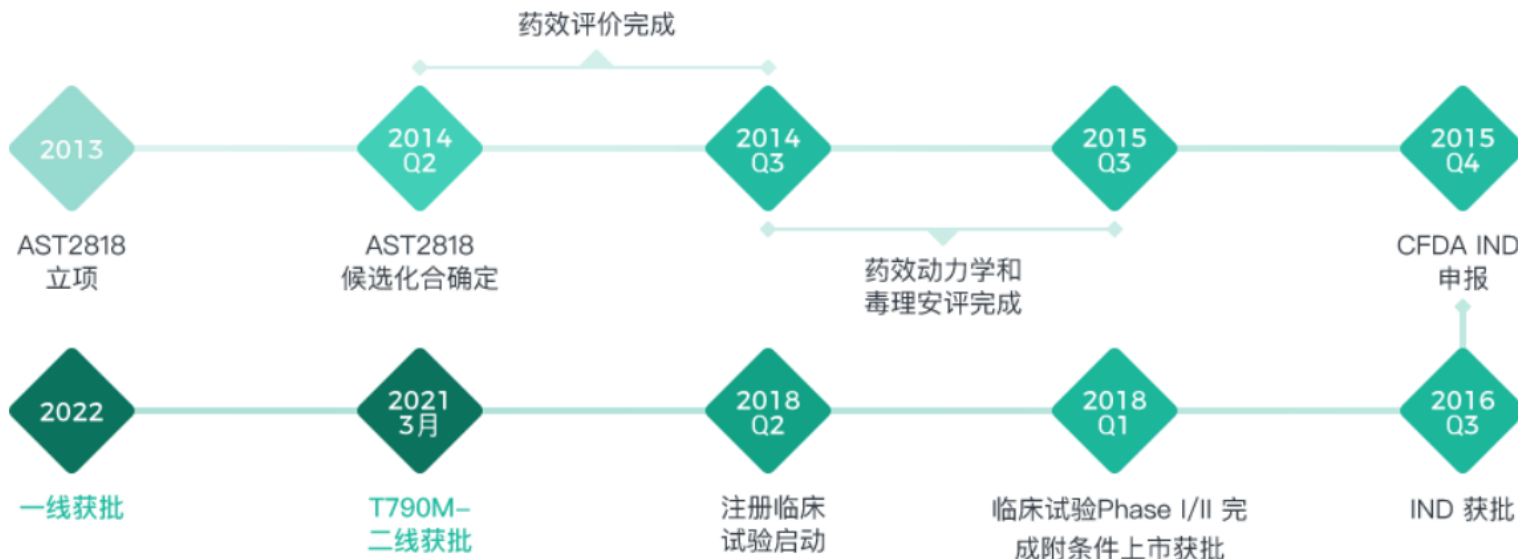 药效评价完成
2013
2014
Q2
2014
Q3
2015
Q3
2015
Q4
AST2818
立项
AST2818
候选化合确定
药效动力学和
毒理安评完成
CFDA IND
申报
2022
2021
3月
2018
Q2
2018
Q1
2016
Q3
一线获批
T790M-
二线获批
注册临床
试验启动
临床试验Phase I/II 完
成附条件上市获批
IND 获批